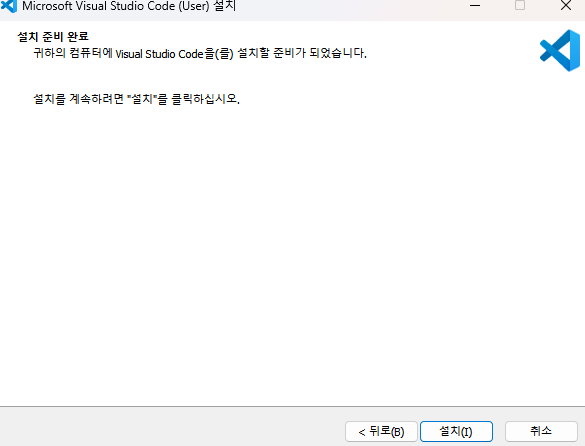 Microsoft Visual Studio Code (User) 설치
설치 준비 완료
귀하의 컴퓨터에 Visual Studio Code을(를) 설치할 준비가 되었습니다.
설치를 계속하려면 "설치"를 클릭하십시오.
< 뒤로(B)
설치(I)
취소